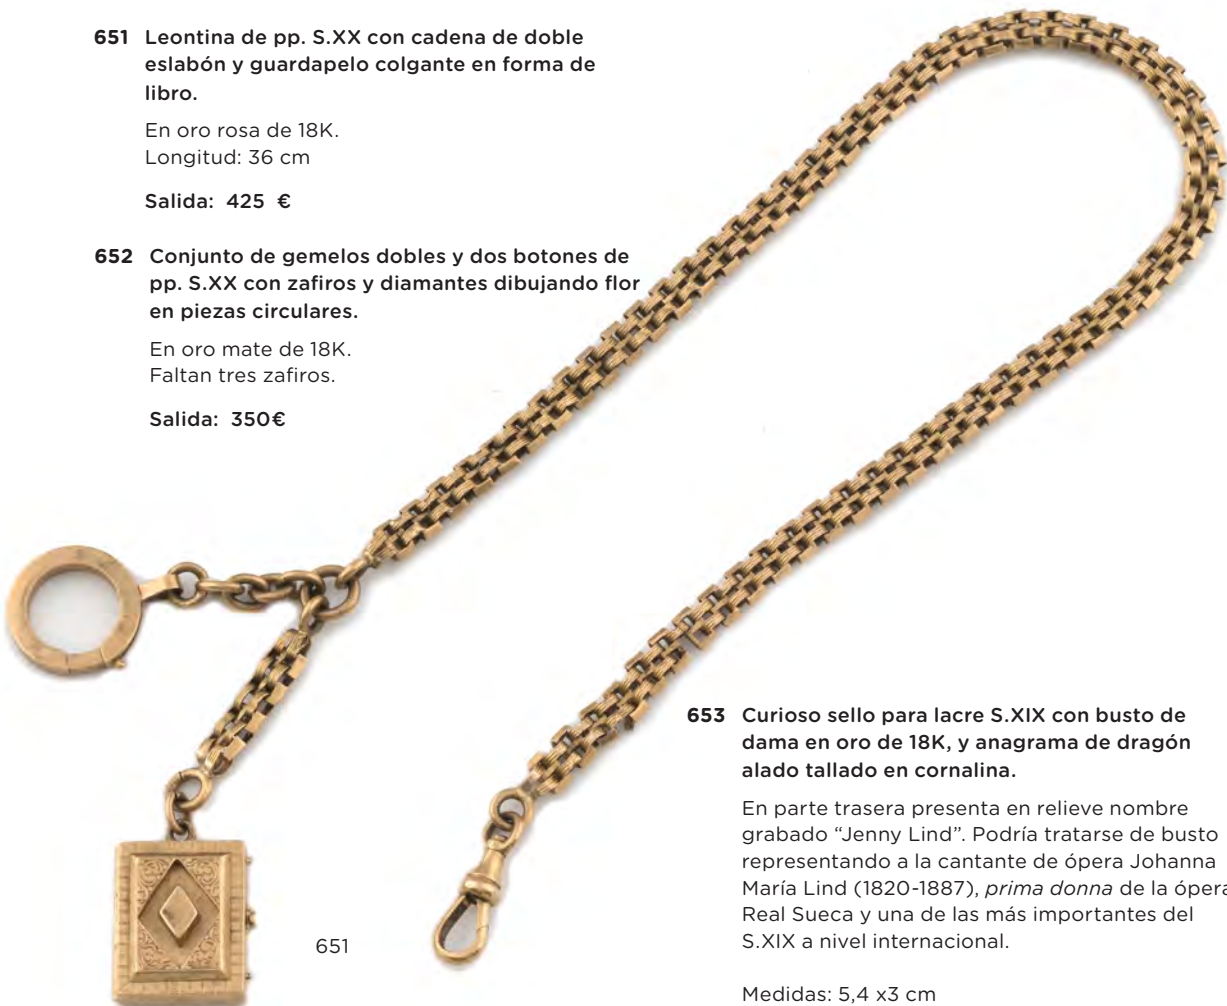 651 Leontina de pp. S.XX con cadena de doble
eslabón y guardapelo colgante en forma de
libro.
En oro rosa de 18K.
Longitud: 36 cm
Salida: 425 €
652 Conjunto de gemelos dobles y dos botones de
pp. S.XX con zafiros y diamantes dibujando flor
en piezas circulares.
En oro mate de 18K.
Faltan tres zafiros.
Salida: 350€
651
653 Curioso sello para lacre S.XIX con busto de
dama en oro de 18K, y anagrama de dragón
alado tallado en cornalina.
En parte trasera presenta en relieve nombre
grabado “Jenny Lind”. Podría tratarse de busto
representando a la cantante de ópera Johanna
María Lind (1820-1887), prima donna de la ópera
Real Sueca y una de las más importantes del
S.XIX a nivel internacional.
Medidas: 5,4 x3 cm